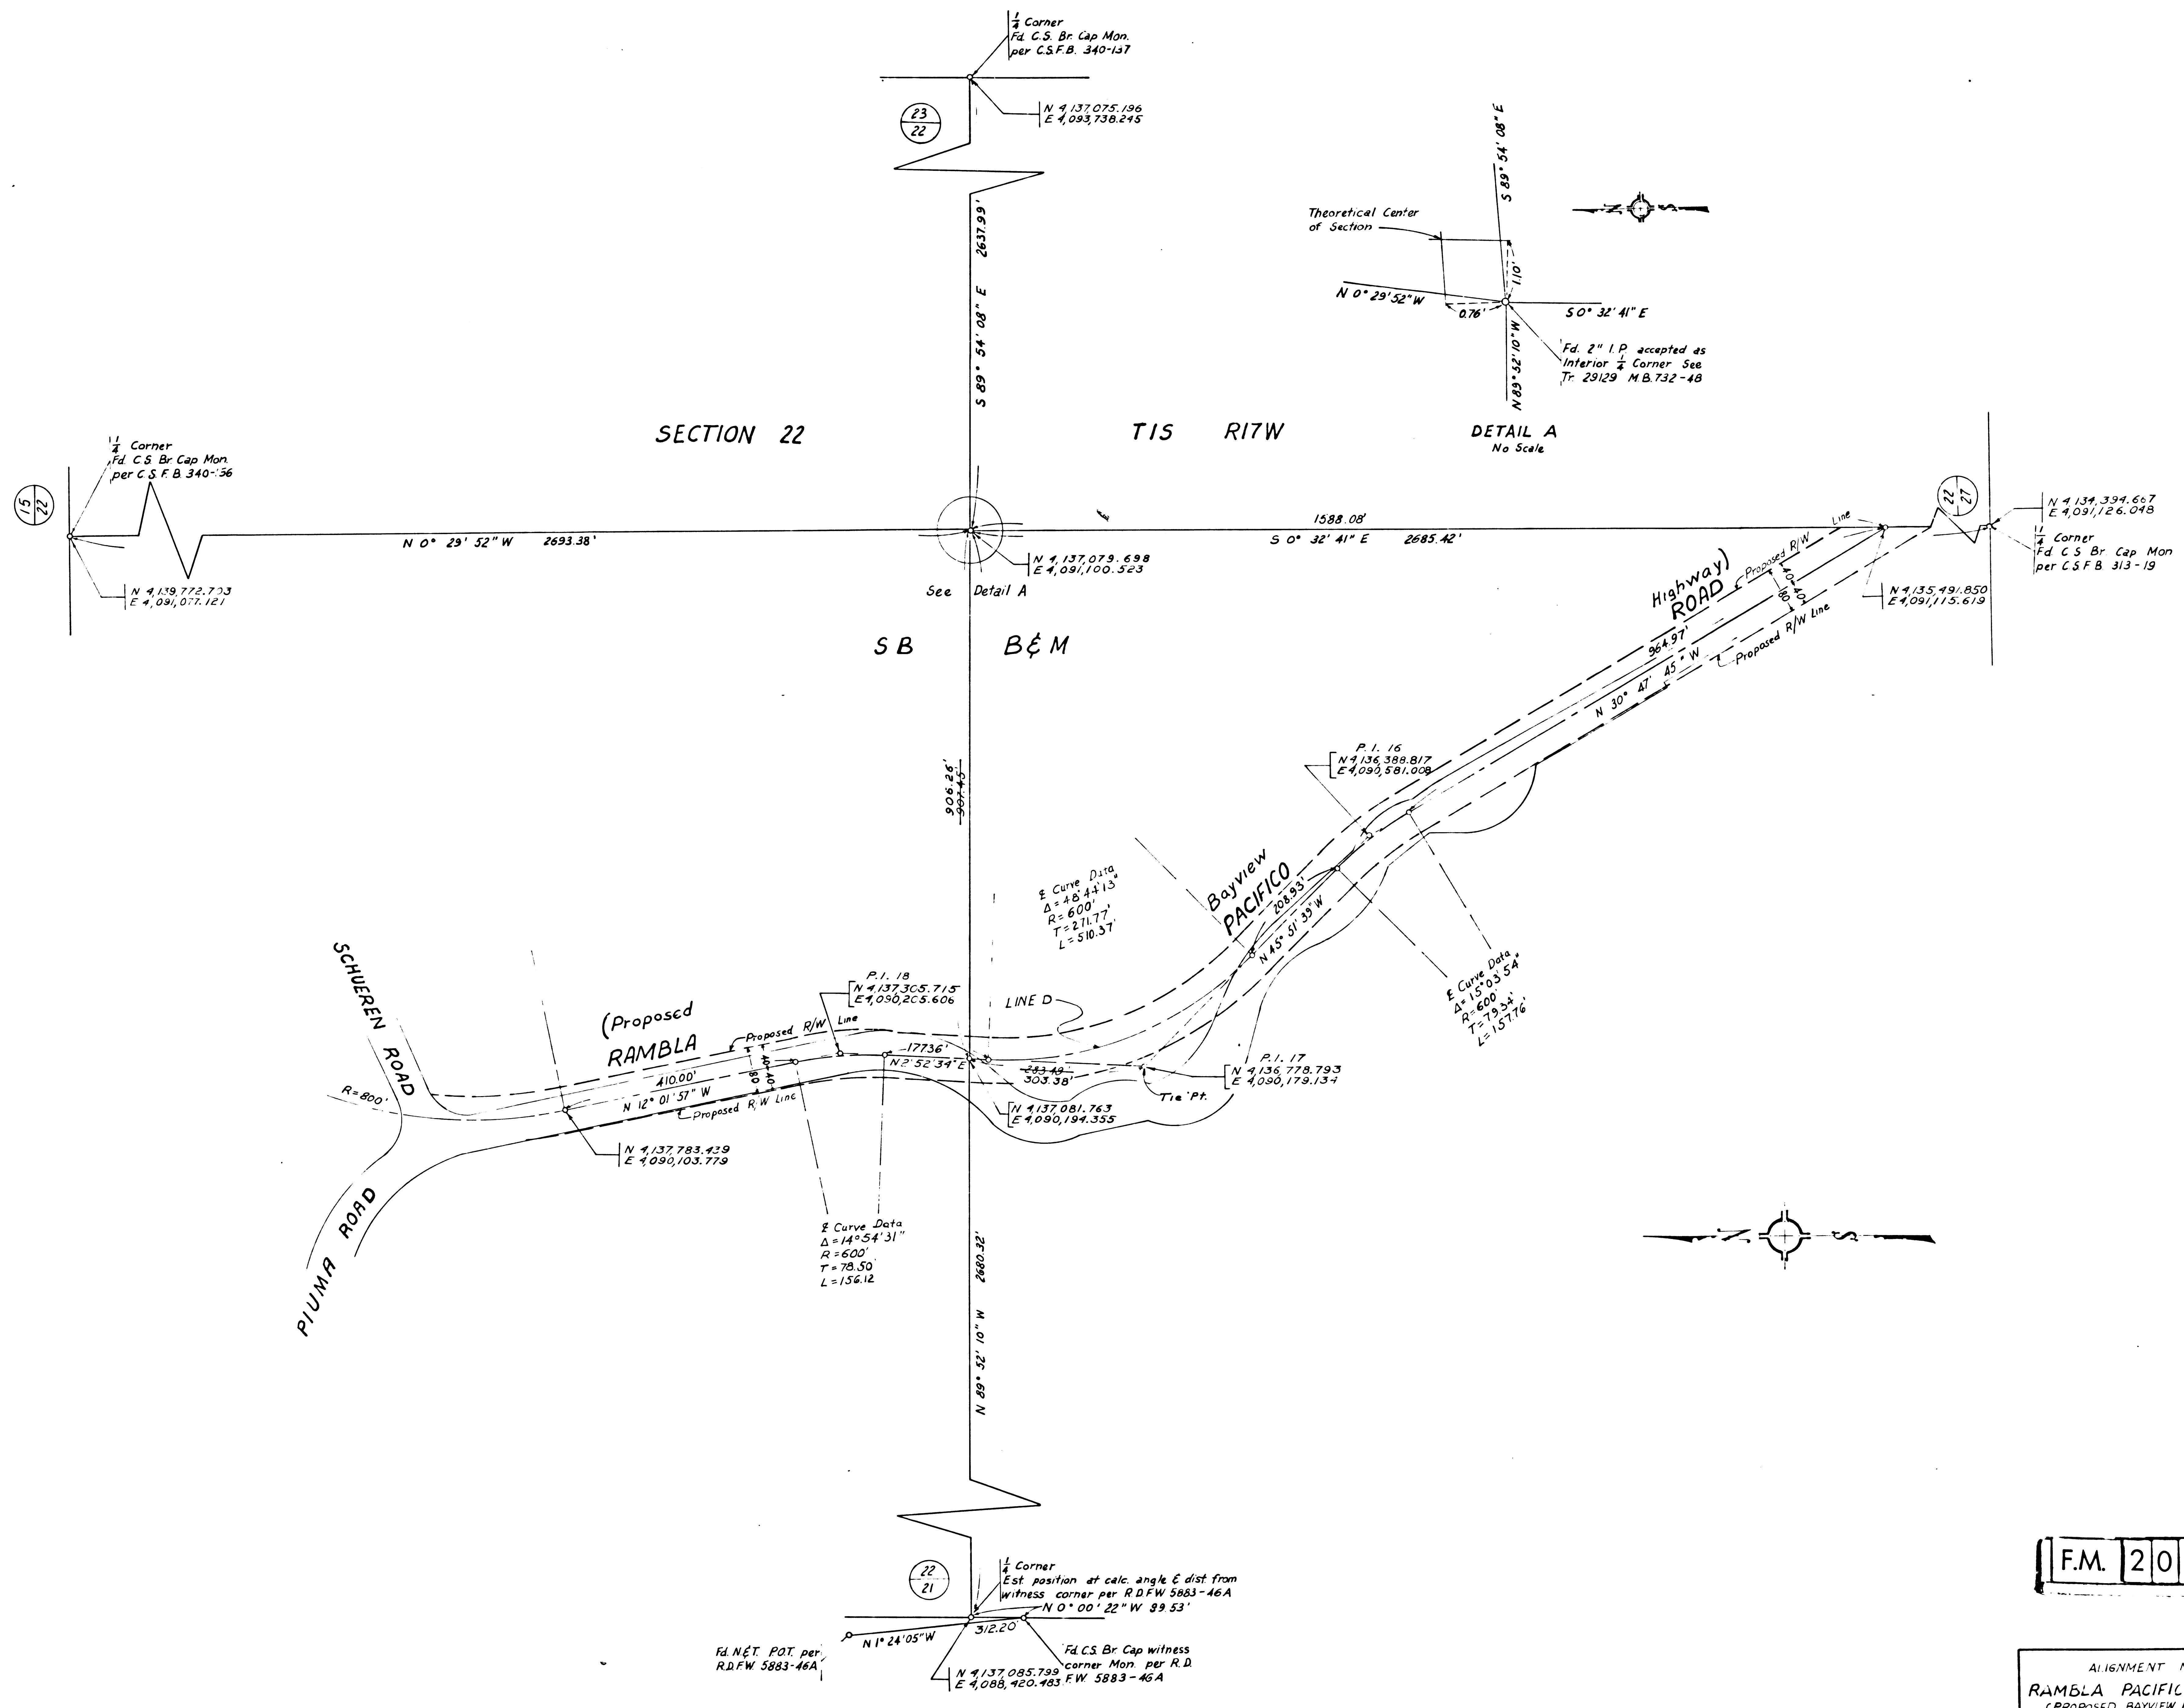 1/4 Corner
Fd. C.S. Br. Cap Mon.
per C.S.F.B. 340-137
N 4,137,075.196
E 4,093,738.245
23
22
S 89° 54' 08" E 2637.99'
Theoretical Center
of Section
S 89° 54' 08" E
N S
1.10'
N 0° 29' 52" W
0.76'
S 0° 32' 41" E
N 89° 52' 10" W
Fd. 2" I.P. accepted as
Interior 1/4 Corner See
Tr. 29129 M.B. 732-48
DETAIL A
No Scale
SECTION 22 T1S R17W
1/4 Corner
Fd. C.S. Br. Cap Mon.
15
22
N 0° 29' 52" W 2693.38'
N 4,139,772.703
E 4,091,077.121
N 4,137,079.698
E 4,091,100.523
See Detail A
1588.08'
S 0° 32' 41" E 2685.42'
22
27
N 4,134,394.667
E 4,091,126.048
1/4 Corner
Fd C S Br Cap Mon
per C S F B 313-19
N 4,135,491.850
E 4,091,115.619
S B B & M
Highway)
ROAD
Proposed R/W Line
40 40
80
964.97'
N 30° 47' 45" W
Proposed R/W Line
906.26'
907.45'
P.I. 16
N 4,136,388.817
E 4,090,581.008
Bayview
PACIFICO
208.93'
N 45° 51' 39" W
℄ Curve Data
Δ = 48° 44' 13"
R = 600'
T = 271.77'
L = 510.37'
℄ Curve Data
Δ = 15° 03' 54"
R = 600'
T = 79.34'
L = 157.76'
LINE D
P.I. 18
N 4,137,305.715
E 4,090,205.606
SCHUEREN ROAD
(Proposed
RAMBLA
Proposed R/W Line
40 40
80
410.00'
N 12° 01' 57" W
Proposed R/W Line
R=800'
177.36'
N 2° 52' 34" E
283.49'
303.38'
P.I. 17
N 4,136,778.793
E 4,090,179.134
Tie Pt.
N 4,137,081.763
E 4,090,194.355
N 4,137,783.439
E 4,090,103.779
PIUMA ROAD
℄ Curve Data
Δ = 14° 54' 31"
R = 600'
T = 78.50'
L = 156.12
N S
N 89° 52' 10" W 2680.32'
22
21
1/4 Corner
Est. position at calc. angle & dist from
witness corner per R.D.F.W. 5883-46A
N 0° 00' 22" W 99.53'
312.20'
N 1° 24' 05" W
Fd. N&T. P.O.T. per
R.D.F.W. 5883-46A
Fd. C.S. Br. Cap witness
corner Mon. per R.D.
F.W. 5883-46A
N 4,137,085.799
E 4,088,420.483
F.M. 20
ALIGNMENT
RAMBLA PACIFIC
(PROPOSED BAYVIEW